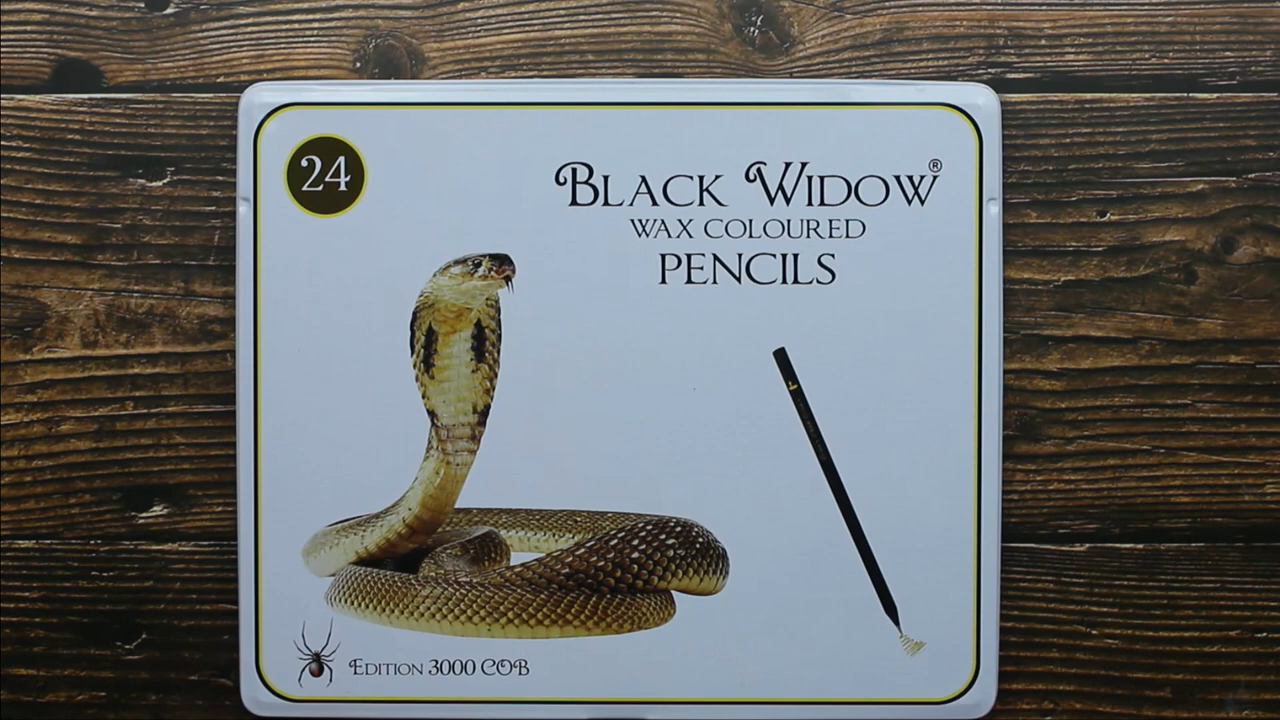 24
BLACK WIDOW®
WAX COLOURED
PENCILS
EDITION 3000 COB